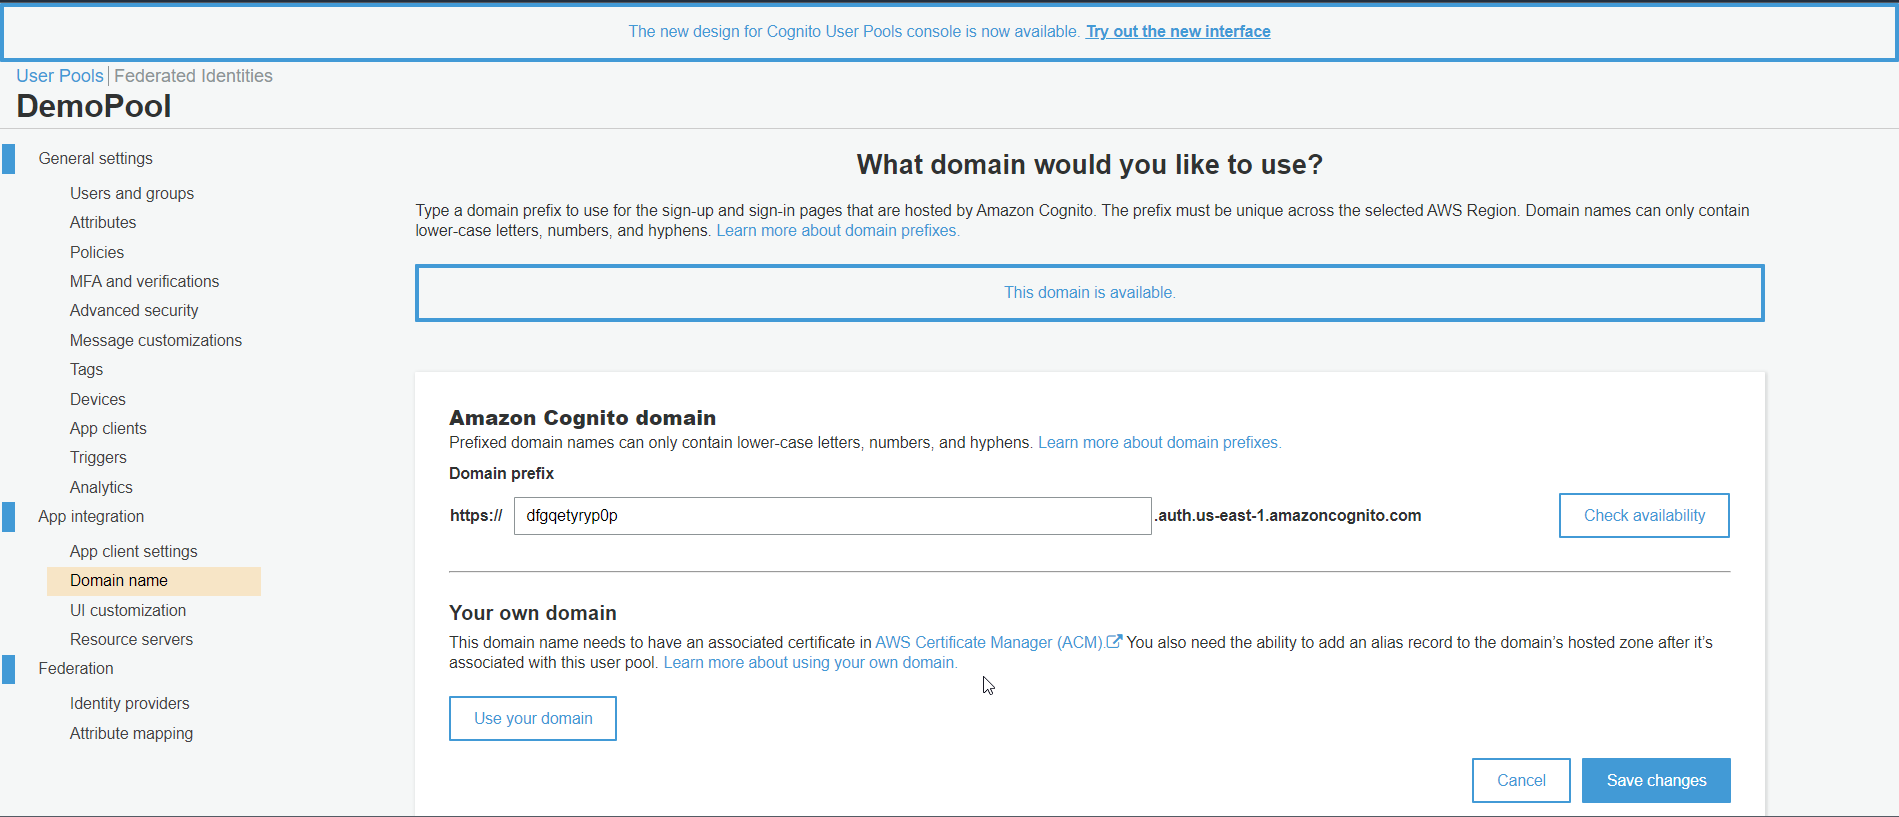 The new design for Cognito User Pools console is now available. Try out the new interface
User Pools Federated Identities
DemoPool
General settings
Users and groups
Attributes
Policies
MFA and verifications
Advanced security
Message customizations
Tags
Devices
App clients
Triggers
Analytics
App integration
App client settings
Domain name
UI customization
Resource servers
Federation
Identity providers
Attribute mapping
What domain would you like to use?
Type a domain prefix to use for the sign-up and sign-in pages that are hosted by Amazon Cognito. The prefix must be unique across the selected AWS Region. Domain names can only contain
lower-case letters, numbers, and hyphens. Learn more about domain prefixes.
This domain is available.
Amazon Cognito domain
Prefixed domain names can only contain lower-case letters, numbers, and hyphens. Learn more about domain prefixes.
Domain prefix
https:// dfgqetyryp0p .auth.us-east-1.amazoncognito.com Check availability
Your own domain
This domain name needs to have an associated certificate in AWS Certificate Manager (ACM). You also need the ability to add an alias record to the domain's hosted zone after it's
associated with this user pool. Learn more about using your own domain.
Use your domain
Cancel Save changes